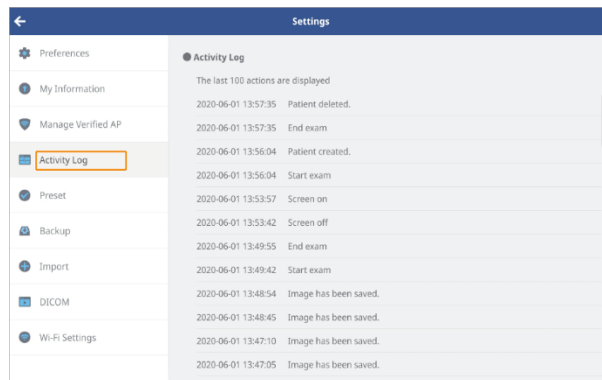 Settings
Preferences
My Information
Manage Verified AP
Activity Log
Preset
Backup
Import
DICOM
Wi-Fi Settings
Activity Log
The last 100 actions are displayed
2020-06-01 13:57:35 Patient deleted.
2020-06-01 13:57:35 End exam
2020-06-01 13:56:04 Patient created.
2020-06-01 13:56:04 Start exam
2020-06-01 13:53:57 Screen on
2020-06-01 13:53:42 Screen off
2020-06-01 13:49:55 End exam
2020-06-01 13:49:42 Start exam
2020-06-01 13:48:54 Image has been saved.
2020-06-01 13:48:45 Image has been saved.
2020-06-01 13:47:10 Image has been saved.
2020-06-01 13:47:05 Image has been saved.